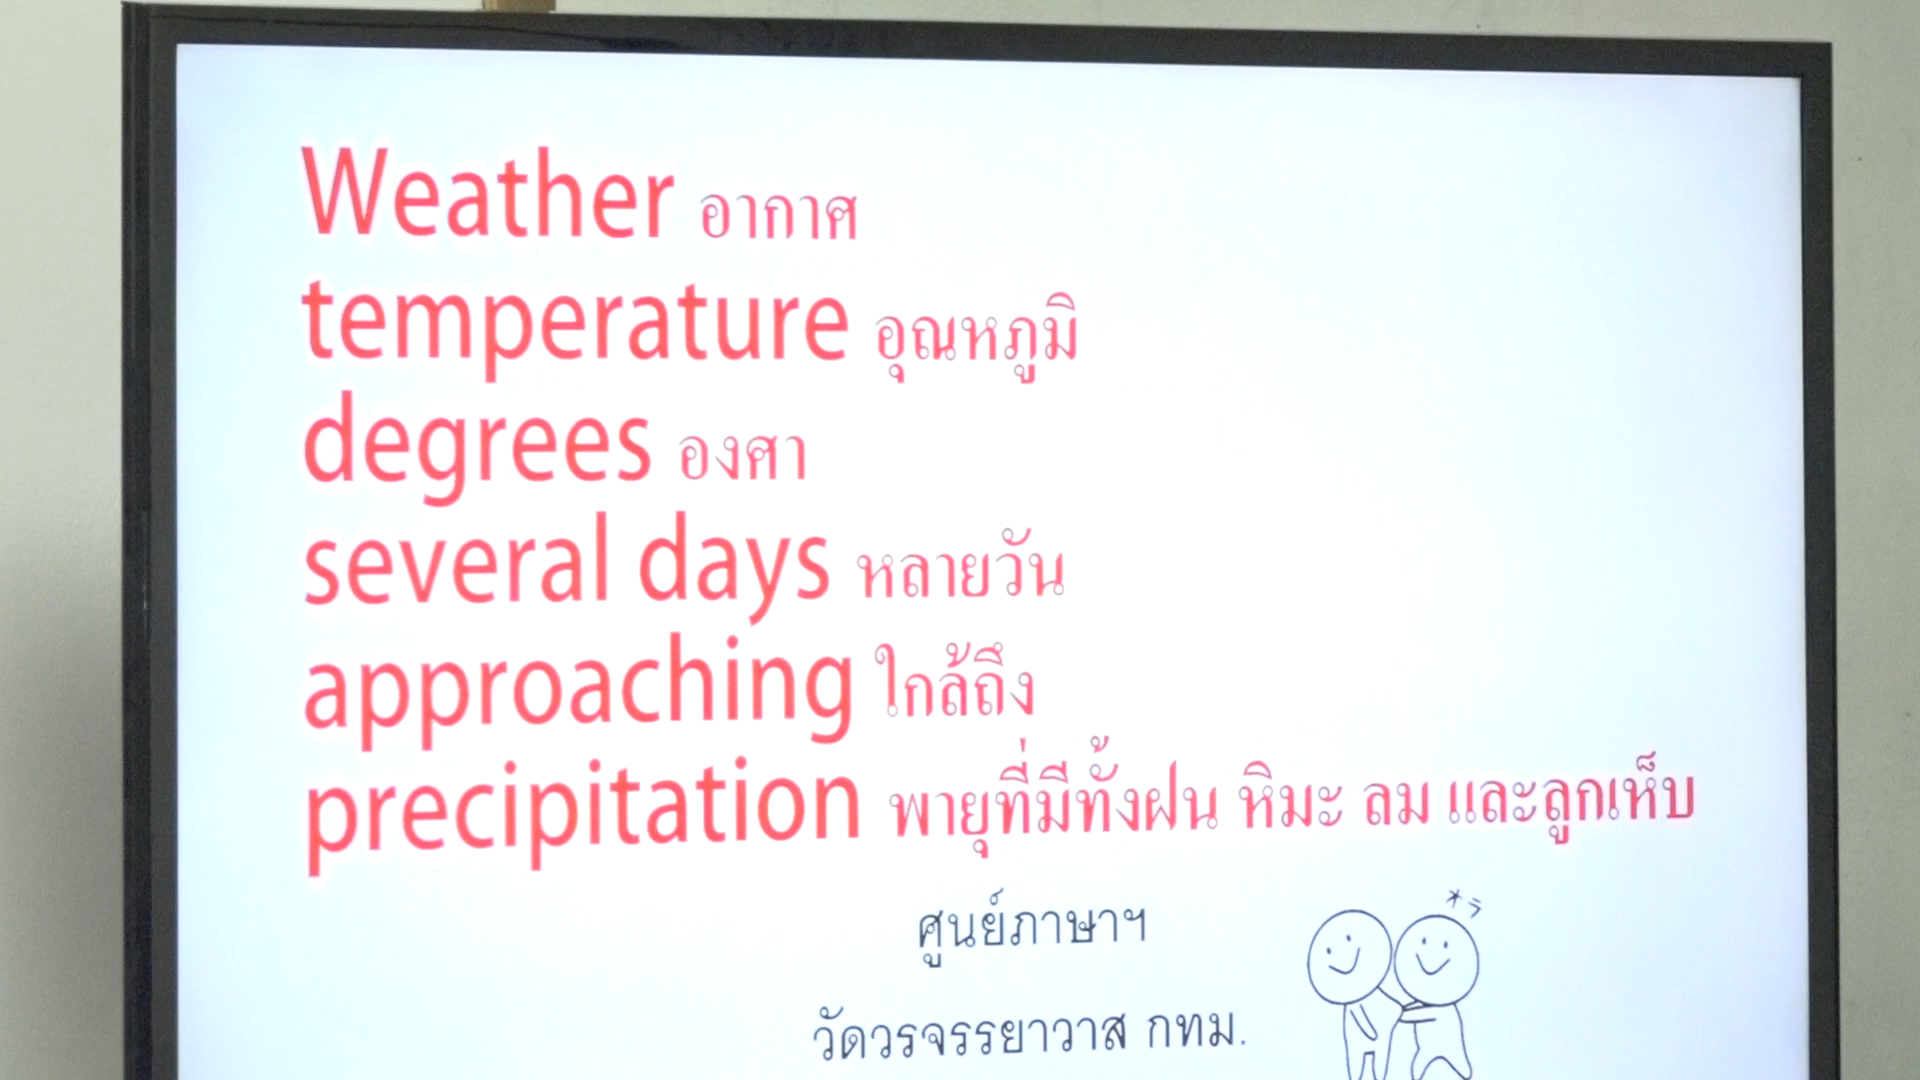 Weather อากาศ
temperature อุณหภูมิ
degrees องศา
several days หลายวัน
approaching ใกล้ถึง
precipitation พายุที่มีทั้งฝน หิมะ ลม และลูกเห็บ
ศูนย์ภาษาฯ
วัดวรจรรยาวาส กทม.